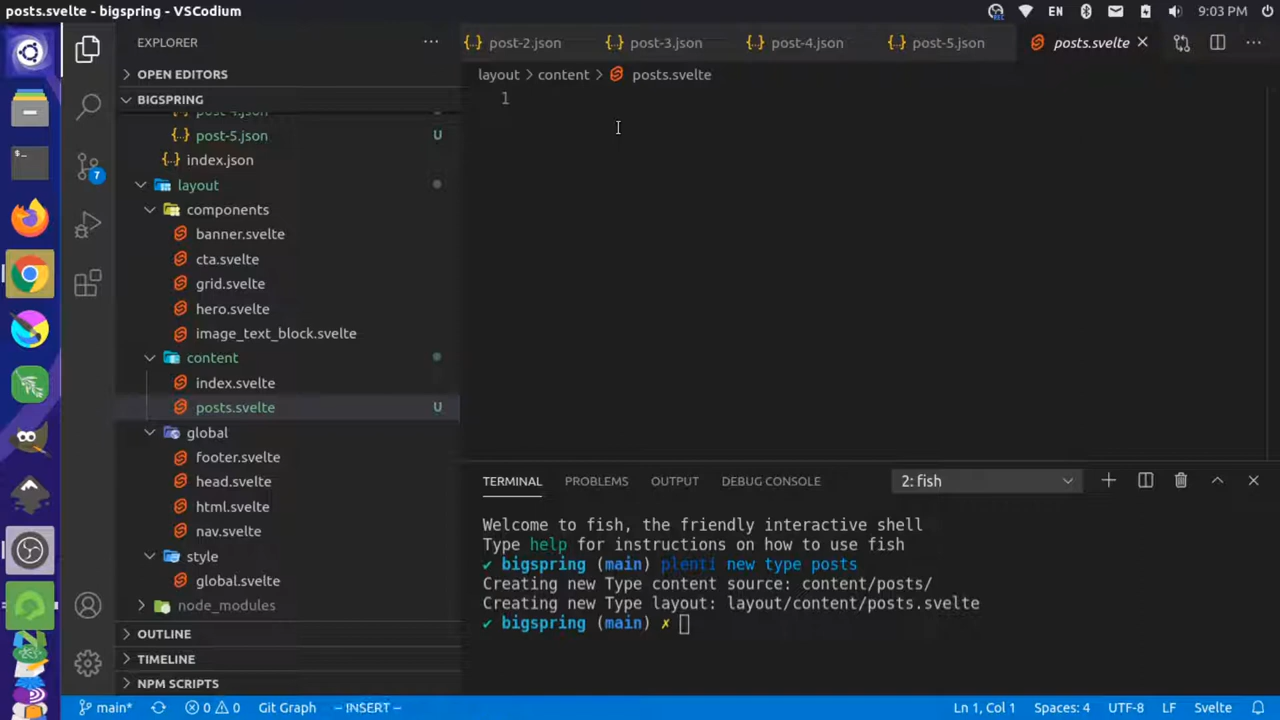 posts.svelte - bigspring - VSCodium
EN
9:03 PM
EXPLORER
OPEN EDITORS
BIGSPRING
post-4.json
post-5.json U
index.json
layout
components
banner.svelte
cta.svelte
grid.svelte
hero.svelte
image_text_block.svelte
content
index.svelte
posts.svelte U
global
footer.svelte
head.svelte
html.svelte
nav.svelte
style
global.svelte
node_modules
OUTLINE
TIMELINE
NPM SCRIPTS
7
post-2.json post-3.json post-4.json post-5.json posts.svelte
layout > content > posts.svelte
1
TERMINAL PROBLEMS OUTPUT DEBUG CONSOLE 2: fish
Welcome to fish, the friendly interactive shell
Type help for instructions on how to use fish
✔ bigspring (main) plenti new type posts
Creating new Type content source: content/posts/
Creating new Type layout: layout/content/posts.svelte
✔ bigspring (main) ✗
main* 0 0 Git Graph -- INSERT -- Ln 1, Col 1 Spaces: 4 UTF-8 LF Svelte